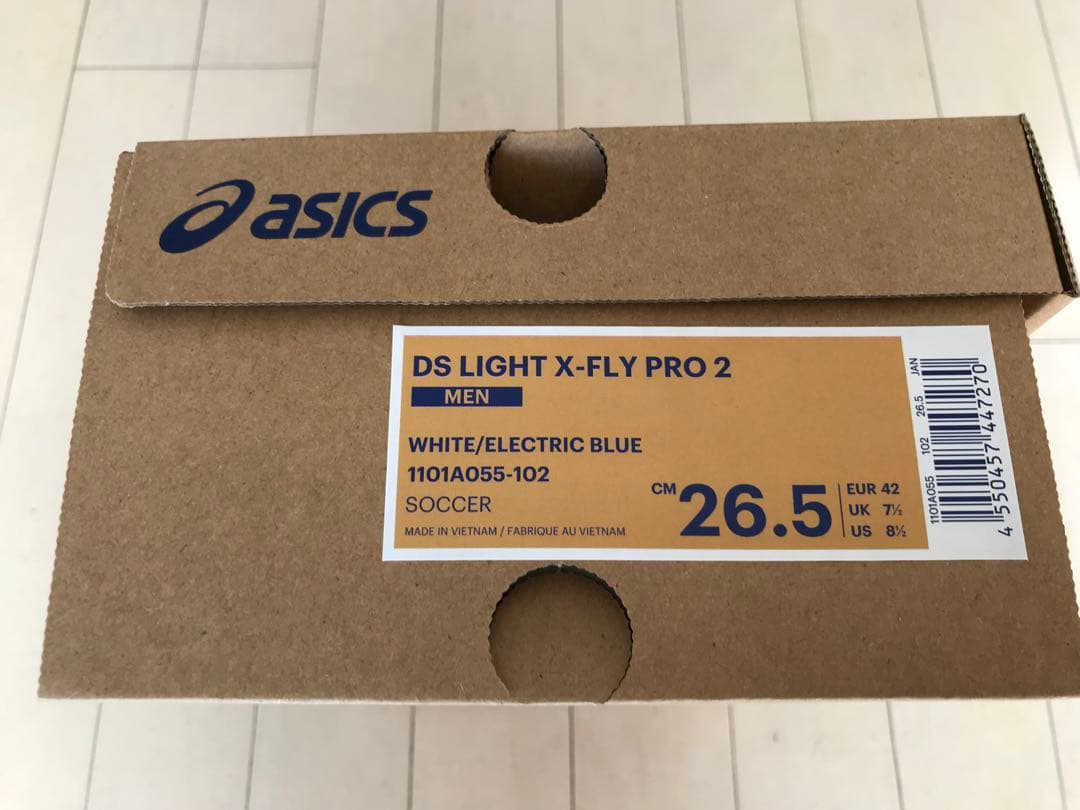 asics
DS LIGHT X-FLY PRO 2
MEN
WHITE/ELECTRIC BLUE
1101A055-102
SOCCER
MADE IN VIETNAM / FABRIQUE AU VIETNAM
CM 26.5
EUR 42
UK 7½
US 8½
1101A055 102 26.5 JAN
4 550457 447270